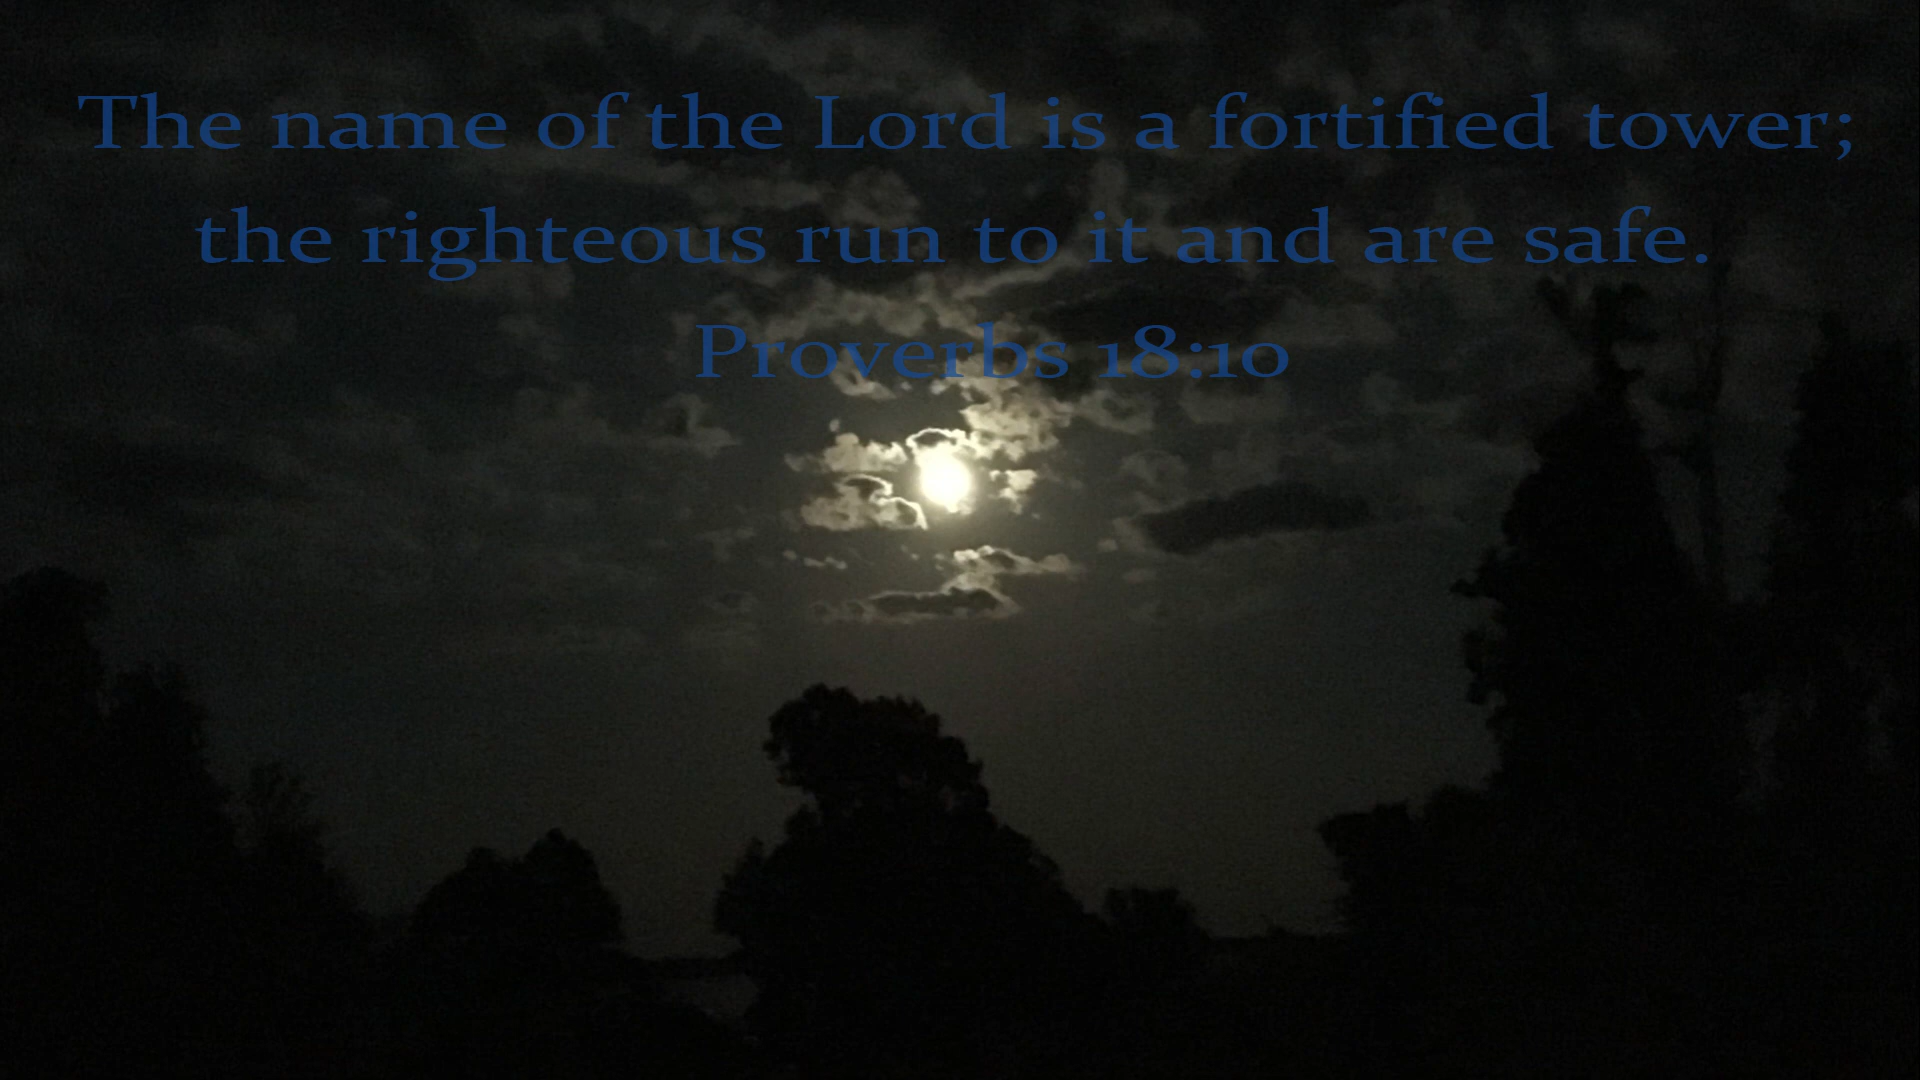 The name of the Lord is a fortified tower;
the righteous run to it and are safe.
Proverbs 18:10